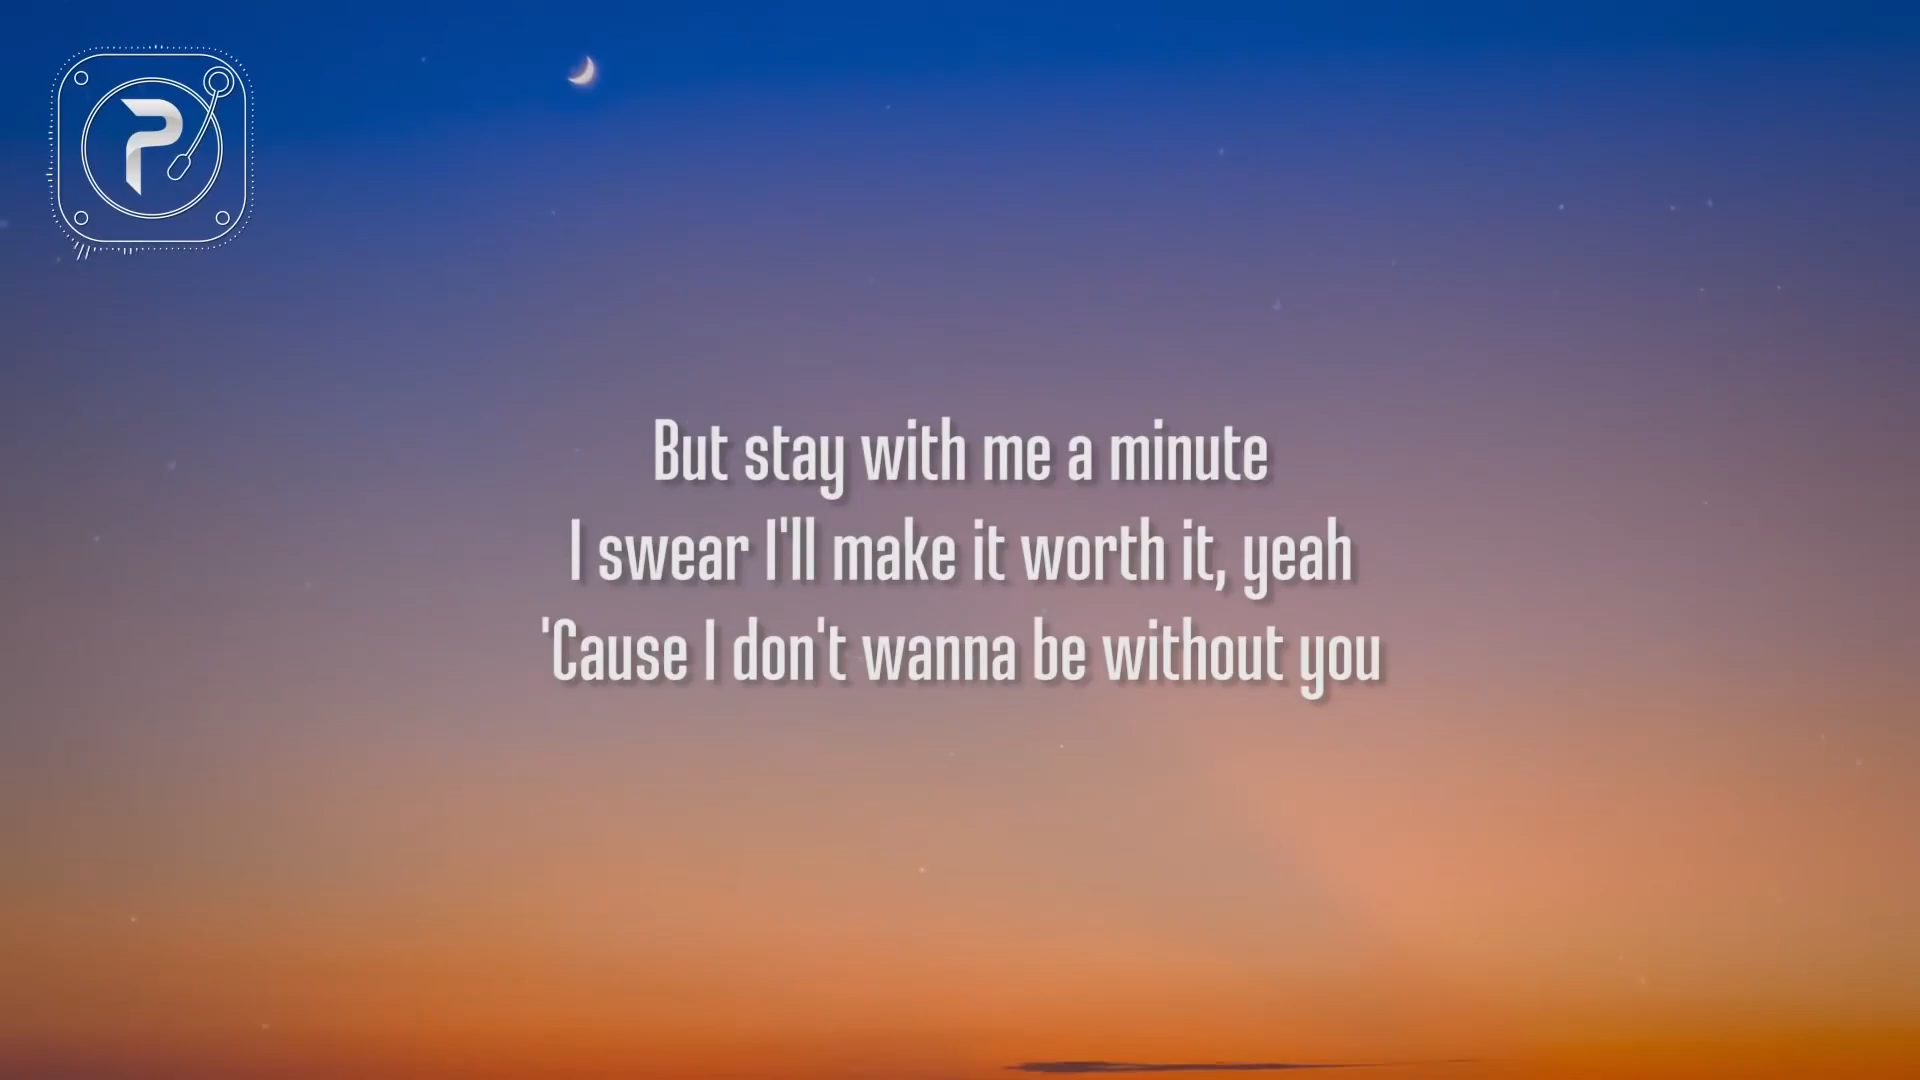 P
But stay with me a minute
I swear I'll make it worth it, yeah
'Cause I don't wanna be without you